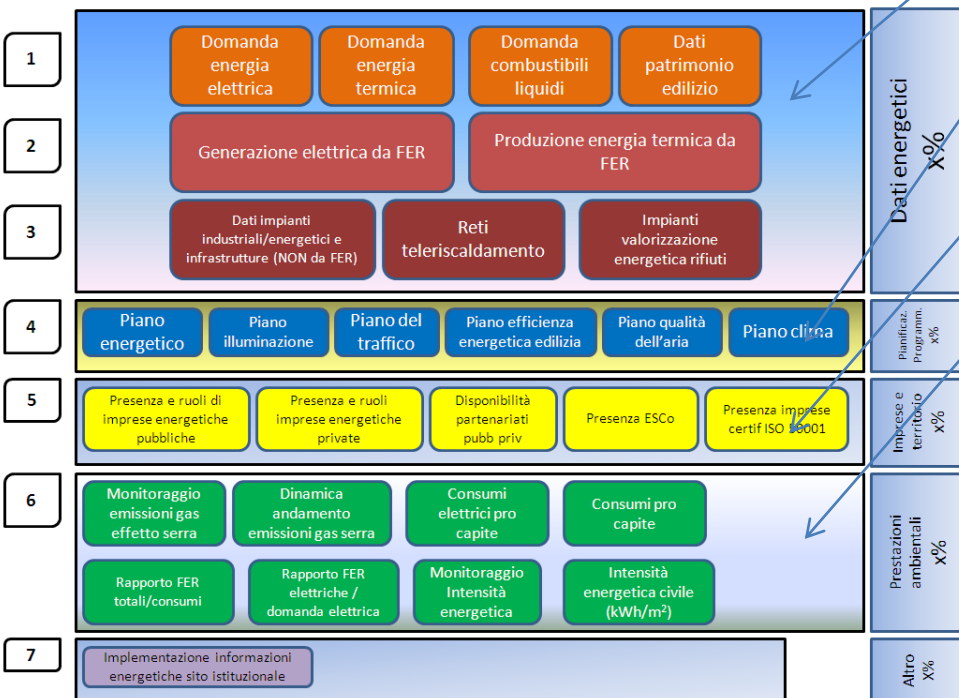 1
Domanda
energia
elettrica
Domanda
energia
termica
Domanda
combustibili
liquidi
Dati
patrimonio
edilizio
2
Generazione elettrica da FER
Produzione energia termica da
FER
3
Dati impianti
industriali/energetici e
infrastrutture (NON da FER)
Reti
teleriscaldamento
Impianti
valorizzazione
energetica rifiuti
Dati energetici
x%
4
Piano
energetico
Piano
illuminazione
Piano del
traffico
Piano efficienza
energetica edilizia
Piano qualità
dell'aria
Piano clima
Pianificaz.
Programm.
x%
5
Presenza e ruoli di
imprese energetiche
pubbliche
Presenza e ruoli
imprese energetiche
private
Disponibilità
partenariati
pubb priv
Presenza ESCo
Presenza imprese
certif ISO 50001
Imprese e
territorio
x%
6
Monitoraggio
emissioni gas
effetto serra
Dinamica
andamento
emissioni gas serra
Consumi
elettrici pro
capite
Consumi pro
capite
Rapporto FER
totali/consumi
Rapporto FER
elettriche /
domanda elettrica
Monitoraggio
Intensità
energetica
Intensità
energetica civile
(kWh/m²)
Prestazioni
ambientali
x%
7
Implementazione informazioni
energetiche sito istituzionale
Altro
X%